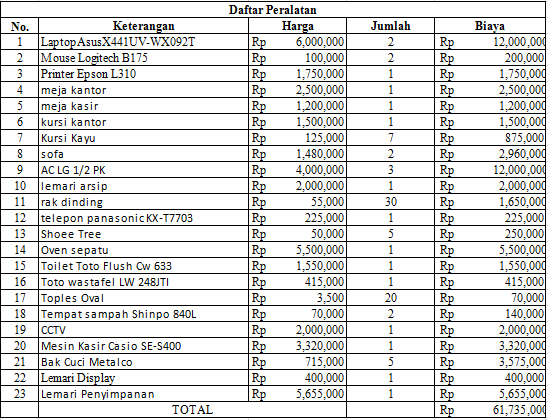 Daftar Peralatan
No. Keterangan Harga Jumlah Biaya
1 LaptopAsusX441UV-WX092T Rp 6,000,000 2 Rp 12,000,000
2 Mouse Logitech B175 Rp 100,000 2 Rp 200,000
3 Printer Epson L310 Rp 1,750,000 1 Rp 1,750,000
4 meja kantor Rp 2,500,000 1 Rp 2,500,000
5 meja kasir Rp 1,200,000 1 Rp 1,200,000
6 kursi kantor Rp 1,500,000 1 Rp 1,500,000
7 Kursi Kayu Rp 125,000 7 Rp 875,000
8 sofa Rp 1,480,000 2 Rp 2,960,000
9 AC LG 1/2 PK Rp 4,000,000 3 Rp 12,000,000
10 lemari arsip Rp 2,000,000 1 Rp 2,000,000
11 rak dinding Rp 55,000 30 Rp 1,650,000
12 telepon panasonic KX-T7703 Rp 225,000 1 Rp 225,000
13 Shoee Tree Rp 50,000 5 Rp 250,000
14 Oven sepatu Rp 5,500,000 1 Rp 5,500,000
15 Toilet Toto Flush Cw 633 Rp 1,550,000 1 Rp 1,550,000
16 Toto wastafel LW 248JTI Rp 415,000 1 Rp 415,000
17 Toples Oval Rp 3,500 20 Rp 70,000
18 Tempat sampah Shinpo 840L Rp 70,000 2 Rp 140,000
19 CCTV Rp 2,000,000 1 Rp 2,000,000
20 Mesin Kasir Casio SE-S400 Rp 3,320,000 1 Rp 3,320,000
21 Bak Cuci Metalco Rp 715,000 5 Rp 3,575,000
22 Lemari Display Rp 400,000 1 Rp 400,000
23 Lemari Penyimpanan Rp 5,655,000 1 Rp 5,655,000
TOTAL Rp 61,735,000